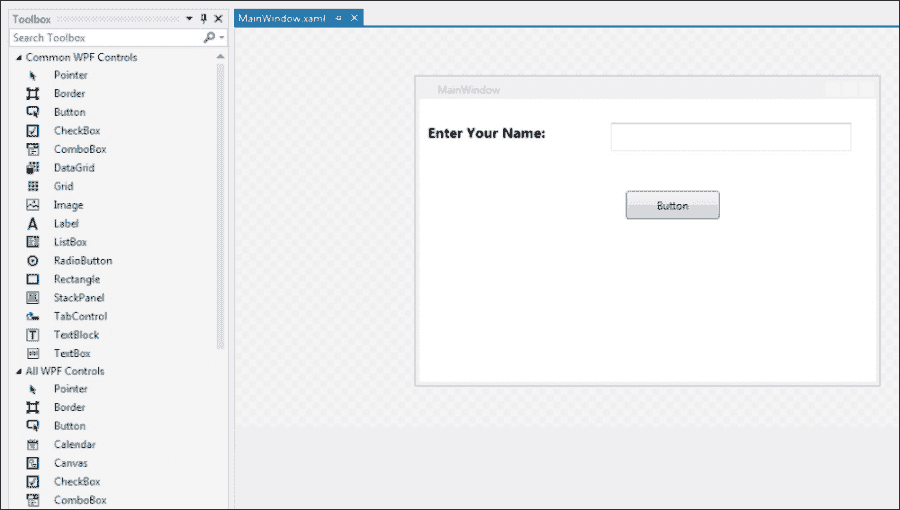 Toolbox
Search Toolbox
Common WPF Controls
Pointer
Border
Button
CheckBox
ComboBox
DataGrid
Grid
Image
Label
ListBox
RadioButton
Rectangle
StackPanel
TabControl
TextBlock
TextBox
All WPF Controls
Pointer
Border
Button
Calendar
Canvas
CheckBox
ComboBox
MainWindow.xaml
MainWindow
Enter Your Name:
Button